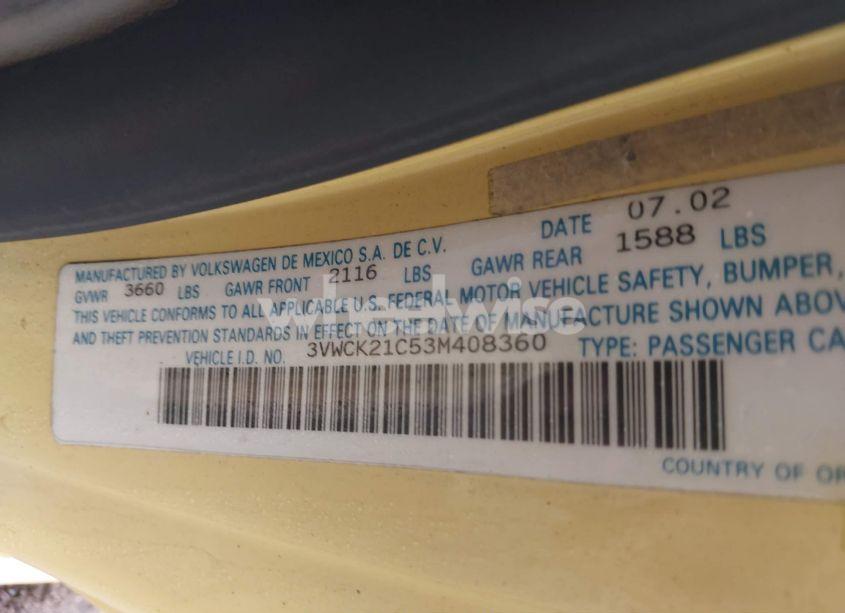 DATE 07.02
MANUFACTURED BY VOLKSWAGEN DE MEXICO S.A. DE C.V.
GVWR 3660 LBS GAWR FRONT 2116 LBS GAWR REAR 1588 LBS
THIS VEHICLE CONFORMS TO ALL APPLICABLE U.S. FEDERAL MOTOR VEHICLE SAFETY, BUMPER,
AND THEFT PREVENTION STANDARDS IN EFFECT ON THE DATE OF MANUFACTURE SHOWN ABOV
VEHICLE I.D. NO. 3VWCK21C53M408360 TYPE: PASSENGER CA
COUNTRY OF OR